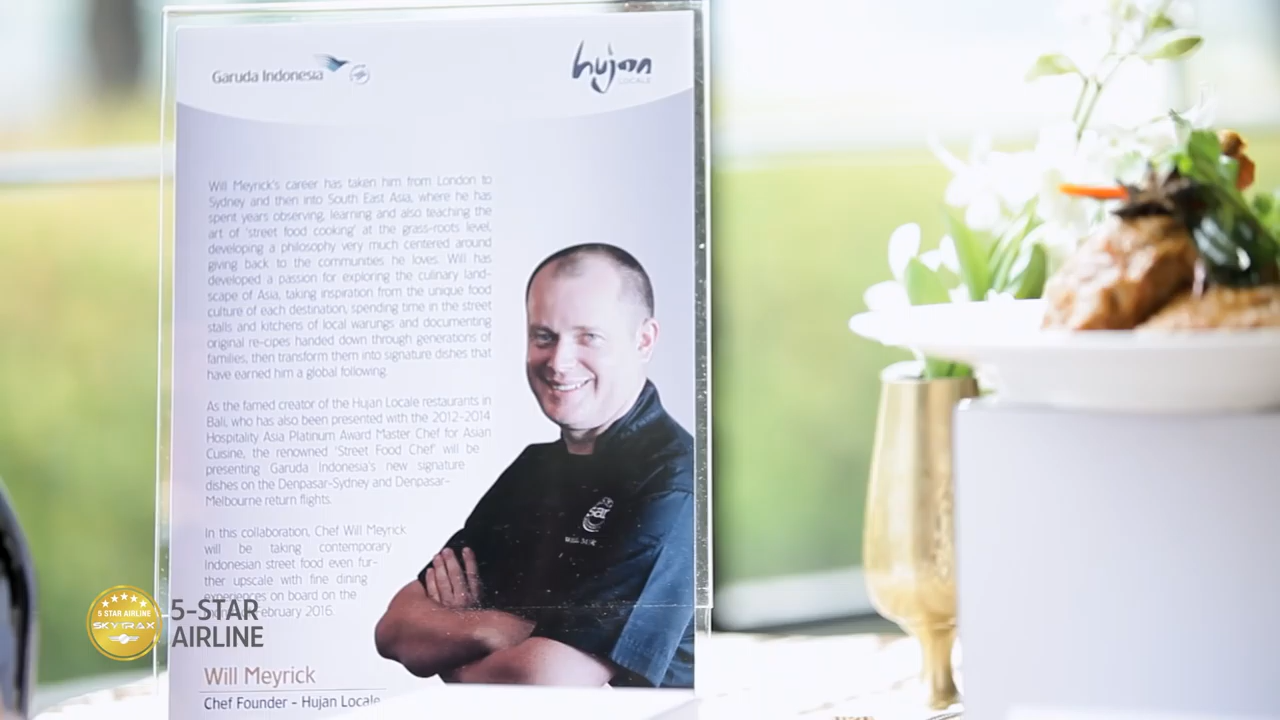 Garuda Indonesia
hujan
LOCALE
Will Meyrick's career has taken him from London to
Sydney and then into South East Asia, where he has
spent years observing, learning and also teaching the
art of 'street food cooking' at the grass-roots level,
developing a philosophy very much centered around
giving back to the communities he loves. Will has
developed a passion for exploring the culinary land-
scape of Asia, taking inspiration from the unique food
culture of each destination, spending time in the street
stalls and kitchens of local warungs and documenting
original re-cipes handed down through generations of
families, then transform them into signature dishes that
have earned him a global following.
As the famed creator of the Hujan Locale restaurants in
Bali, who has also been presented with the 2012-2014
Hospitality Asia Platinum Award Master Chef for Asian
Cuisine, the renowned 'Street Food Chef' will be
presenting Garuda Indonesia's new signature
dishes on the Denpasar-Sydney and Denpasar-
Melbourne return flights.
In this collaboration, Chef Will Meyrick
will be taking contemporary
Indonesian street food even fur-
ther upscale with fine dining
experiences on board on the
February 2016.
Will Meyrick
Chef Founder - Hujan Locale
sar
5 STAR AIRLINE
SKYTRAX
5-STAR
AIRLINE